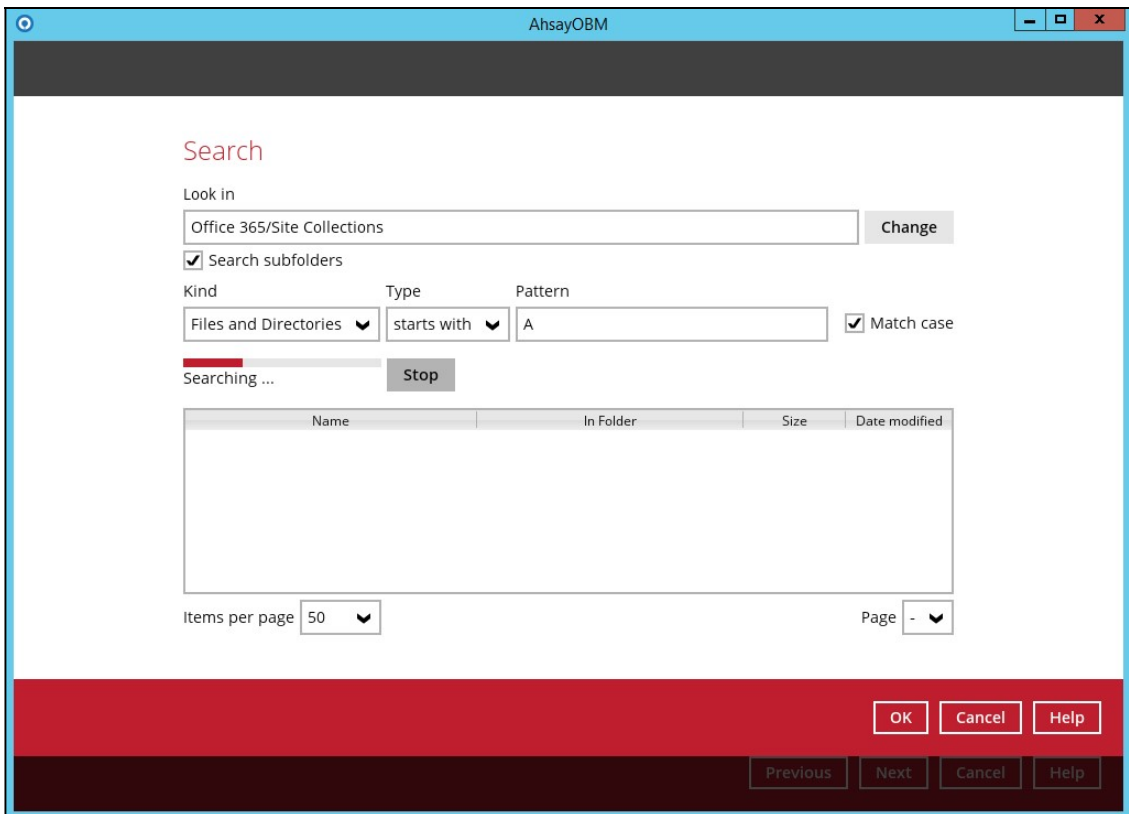 AhsayOBM
Search
Look in
Office 365/Site Collections
Change
Search subfolders
Kind Type Pattern
Files and Directories starts with A Match case
Searching ... Stop
Name In Folder Size Date modified
Items per page 50 Page -
OK Cancel Help
Previous Next Cancel Help